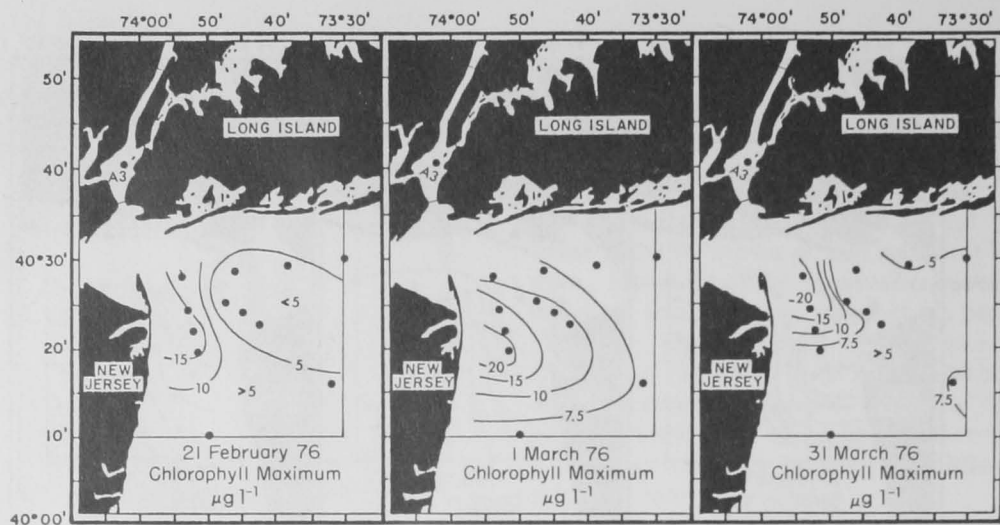 74°00' 50' 40' 73°30' 74°00' 50' 40' 73°30' 74°00' 50' 40' 73°30'
50'
40'
40°30'
20'
10'
40°00'
LONG ISLAND
A3
<5
5
15
10
>5
NEW
JERSEY
21 February 76
Chlorophyll Maximum
μg l⁻¹
LONG ISLAND
A3
20
15
10
7.5
NEW
JERSEY
1 March 76
Chlorophyll Maximum
μg l⁻¹
LONG ISLAND
A3
5
20
15
10
7.5
>5
7.5
NEW
JERSEY
31 March 76
Chlorophyll Maximum
μg l⁻¹